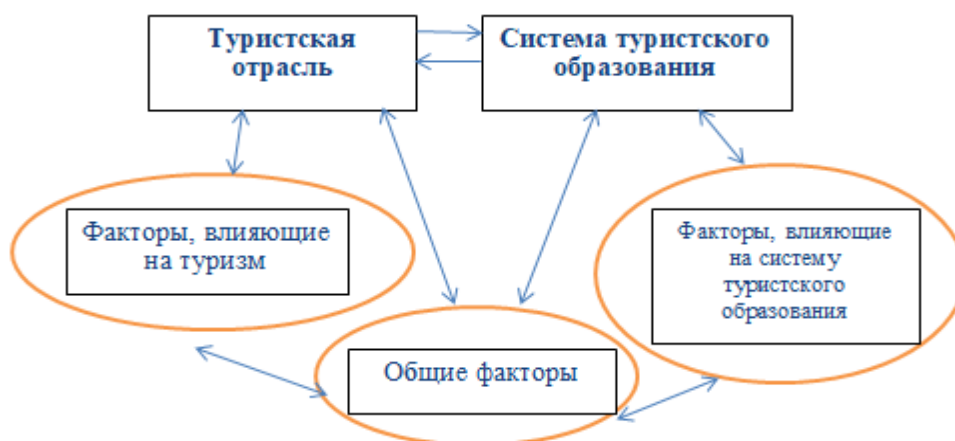 Туристская
отрасль
Система туристского
образования
Факторы, влияющие
на туризм
Факторы, влияющие
на систему
туристского
образования
Общие факторы